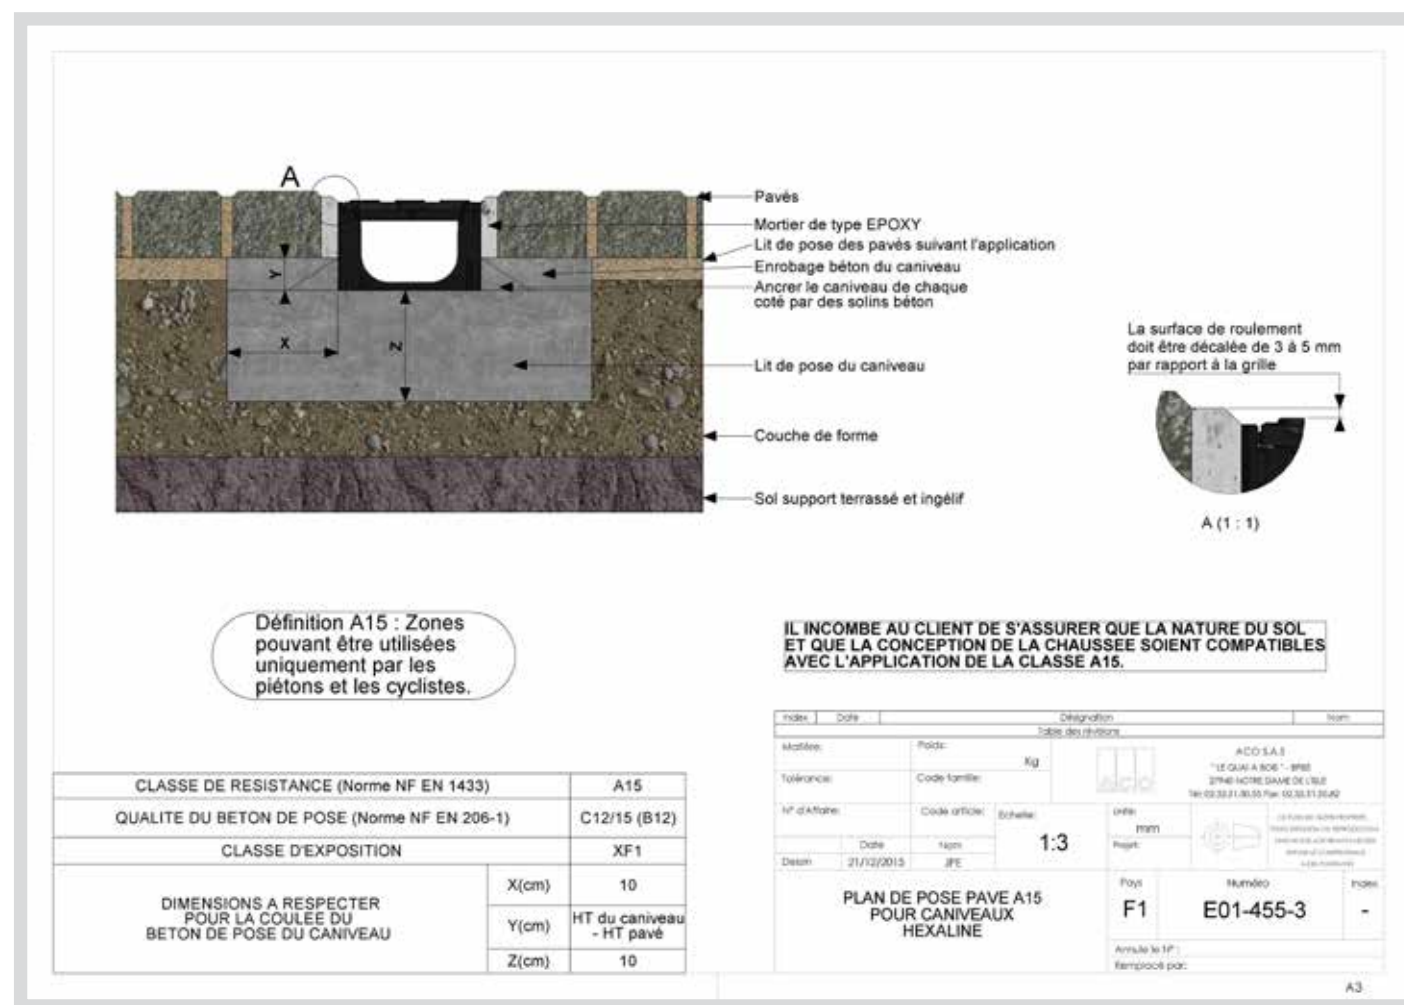 A
Pavés
Mortier de type EPOXY
Lit de pose des pavés suivant l'application
Enrobage béton du caniveau
Ancrer le caniveau de chaque
coté par des solins béton
Y
X
Z
Lit de pose du caniveau
Couche de forme
Sol support terrassé et ingélif
La surface de roulement
doit être décalée de 3 à 5 mm
par rapport à la grille
A (1 : 1)
Définition A15 : Zones
pouvant être utilisées
uniquement par les
piétons et les cyclistes.
IL INCOMBE AU CLIENT DE S'ASSURER QUE LA NATURE DU SOL
ET QUE LA CONCEPTION DE LA CHAUSSEE SOIENT COMPATIBLES
AVEC L'APPLICATION DE LA CLASSE A15.
CLASSE DE RESISTANCE (Norme NF EN 1433) A15
QUALITE DU BETON DE POSE (Norme NF EN 206-1) C12/15 (B12)
CLASSE D'EXPOSITION XF1
DIMENSIONS A RESPECTER
POUR LA COULEE DU
BETON DE POSE DU CANIVEAU
X(cm) 10
Y(cm) HT du caniveau
- HT pavé
Z(cm) 10
Index Date Désignation Nom
Table des révisions
Matière: Poids: Kg
Tolérance: Code famille:
N° d'Affaire: Code article: Echelle: 1:3
Unité: mm
Projet:
ACO
ACO S.A.S
27940 NOTRE DAME DE L'ISLE
Date Nom
Dessin 21/12/2015 JPE
PLAN DE POSE PAVE A15
POUR CANIVEAUX
HEXALINE
Pays Numéro Index
F1 E01-455-3 -
Annule le N° :
Remplacé par:
A3